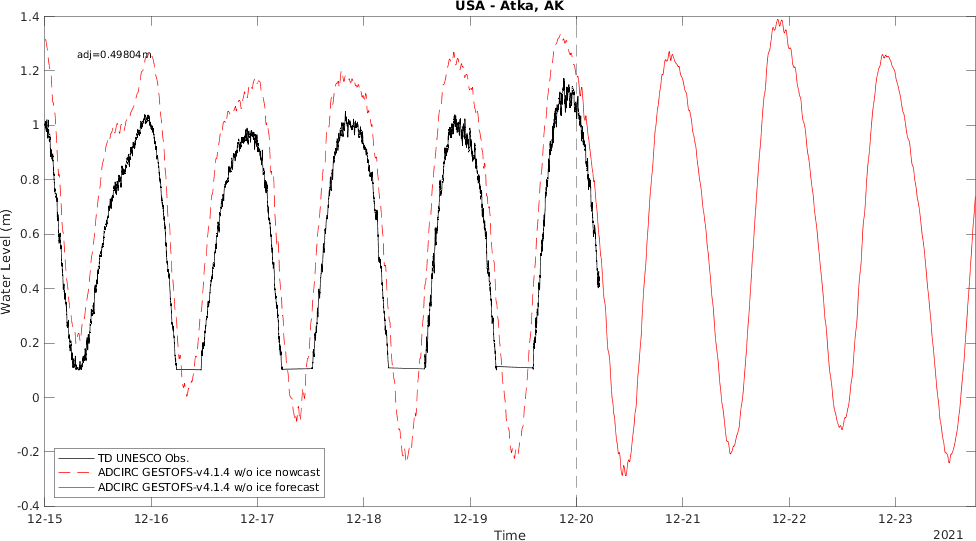 USA - Atka, AK
adj=0.49804m
1.4
1.2
1
0.8
0.6
0.4
0.2
0
-0.2
-0.4
Water Level (m)
TD UNESCO Obs.
ADCIRC GESTOFS-v4.1.4 w/o ice nowcast
ADCIRC GESTOFS-v4.1.4 w/o ice forecast
12-15 12-16 12-17 12-18 12-19 12-20 12-21 12-22 12-23
Time
2021